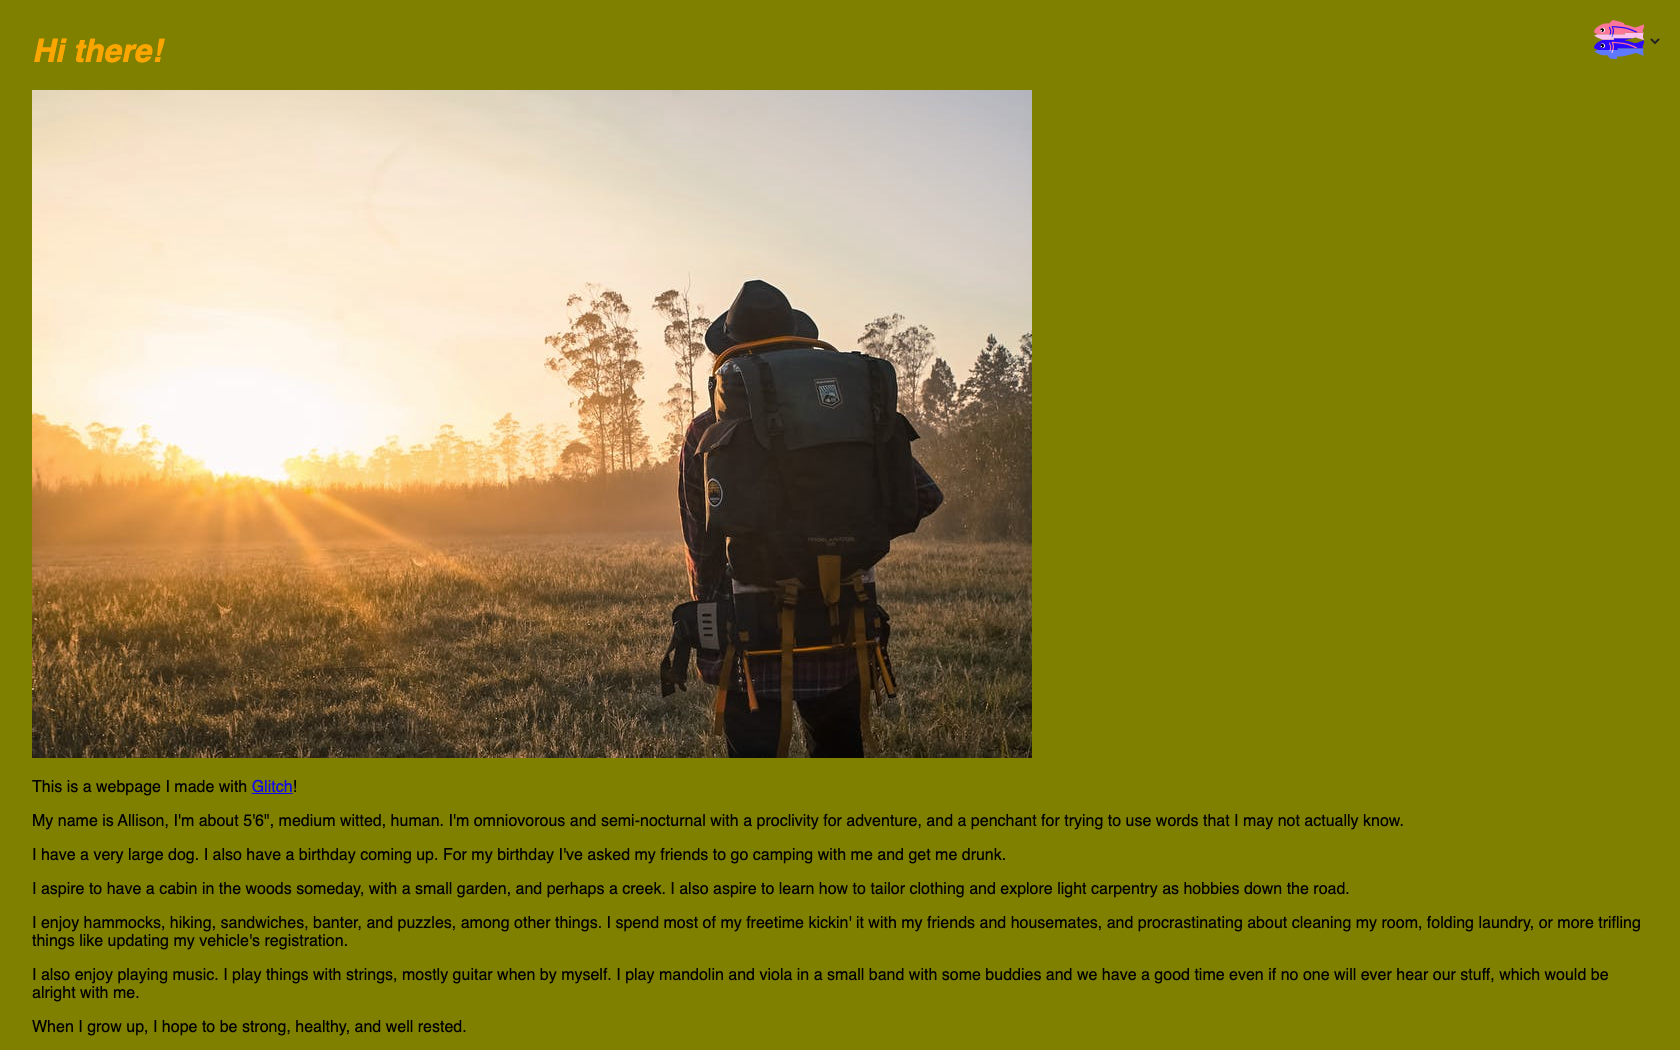 Hi there!
This is a webpage I made with Glitch!
My name is Allison, I'm about 5'6", medium witted, human. I'm omniovorous and semi-nocturnal with a proclivity for adventure, and a penchant for trying to use words that I may not actually know.
I have a very large dog. I also have a birthday coming up. For my birthday I've asked my friends to go camping with me and get me drunk.
I aspire to have a cabin in the woods someday, with a small garden, and perhaps a creek. I also aspire to learn how to tailor clothing and explore light carpentry as hobbies down the road.
I enjoy hammocks, hiking, sandwiches, banter, and puzzles, among other things. I spend most of my freetime kickin' it with my friends and housemates, and procrastinating about cleaning my room, folding laundry, or more trifling
things like updating my vehicle's registration.
I also enjoy playing music. I play things with strings, mostly guitar when by myself. I play mandolin and viola in a small band with some buddies and we have a good time even if no one will ever hear our stuff, which would be
alright with me.
When I grow up, I hope to be strong, healthy, and well rested.